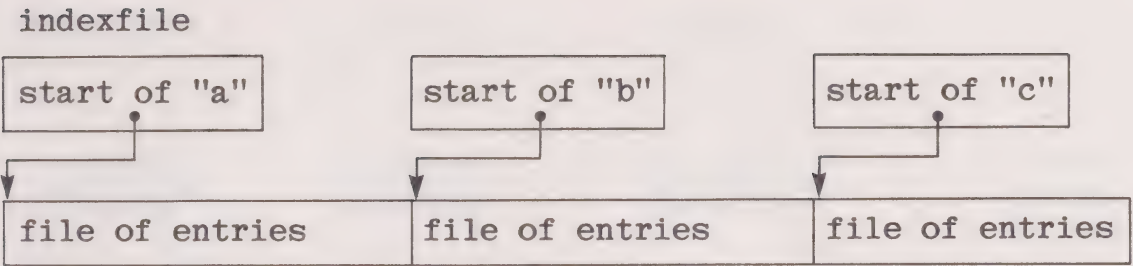 indexfile
start of "a" start of "b" start of "c"
file of entries file of entries file of entries